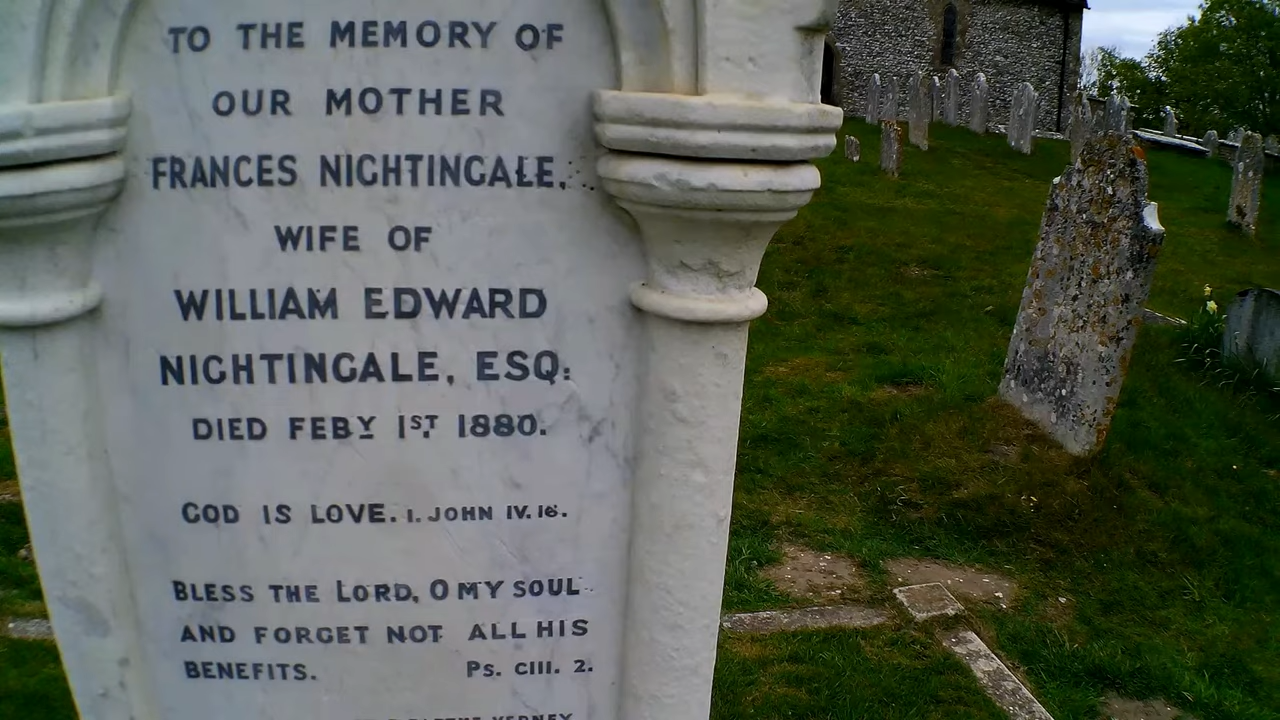 TO THE MEMORY OF
OUR MOTHER
FRANCES NIGHTINGALE,
WIFE OF
WILLIAM EDWARD
NIGHTINGALE, ESQ:
DIED FEBY 1ST 1880.
GOD IS LOVE. I. JOHN IV. 16.
BLESS THE LORD, O MY SOUL
AND FORGET NOT ALL HIS
BENEFITS. Ps. CIII. 2.
VERNEY